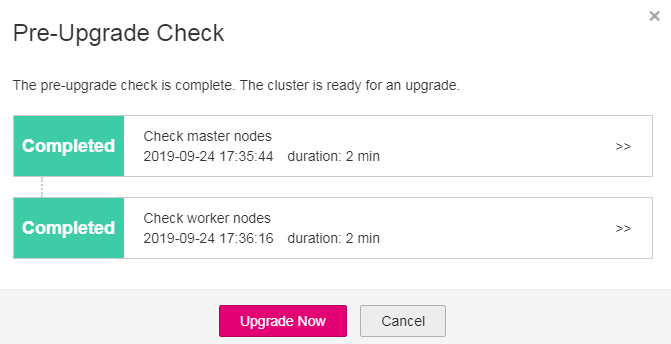 Pre-Upgrade Check
The pre-upgrade check is complete. The cluster is ready for an upgrade.
Completed
Check master nodes
2019-09-24 17:35:44 duration: 2 min
>>
Completed
Check worker nodes
2019-09-24 17:36:16 duration: 2 min
>>
Upgrade Now
Cancel